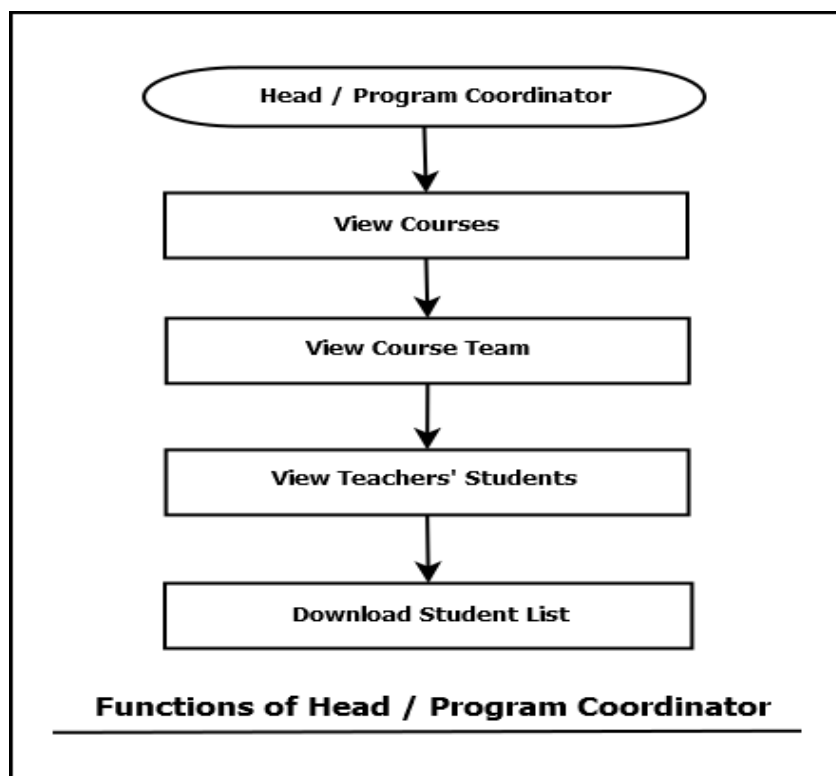 Head / Program Coordinator
View Courses
View Course Team
View Teachers' Students
Download Student List
Functions of Head / Program Coordinator